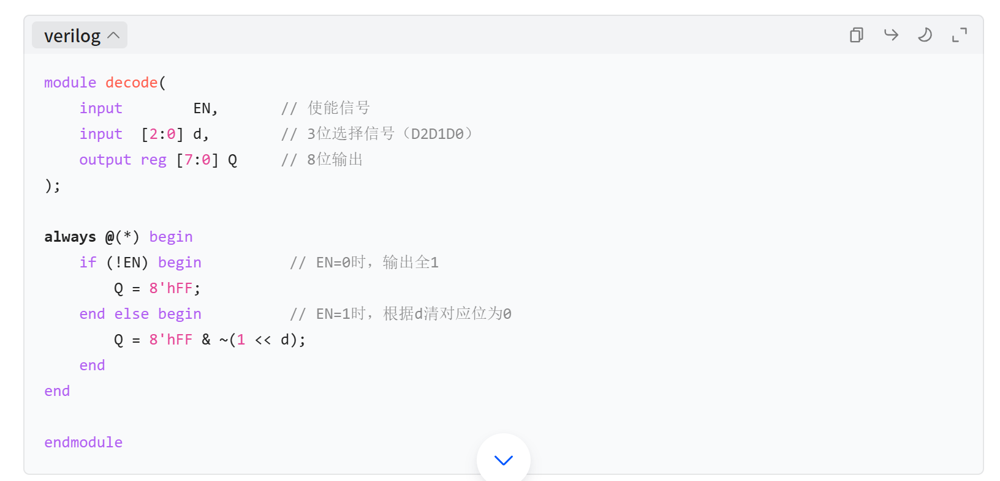 verilog
module decode(
    input        EN,       // 使能信号
    input  [2:0] d,        // 3位选择信号（D2D1D0）
    output reg [7:0] Q     // 8位输出
);
always @(*) begin
    if (!EN) begin          // EN=0时，输出全1
        Q = 8'hFF;
    end else begin          // EN=1时，根据d清对应位为0
        Q = 8'hFF & ~(1 << d);
    end
end
endmodule